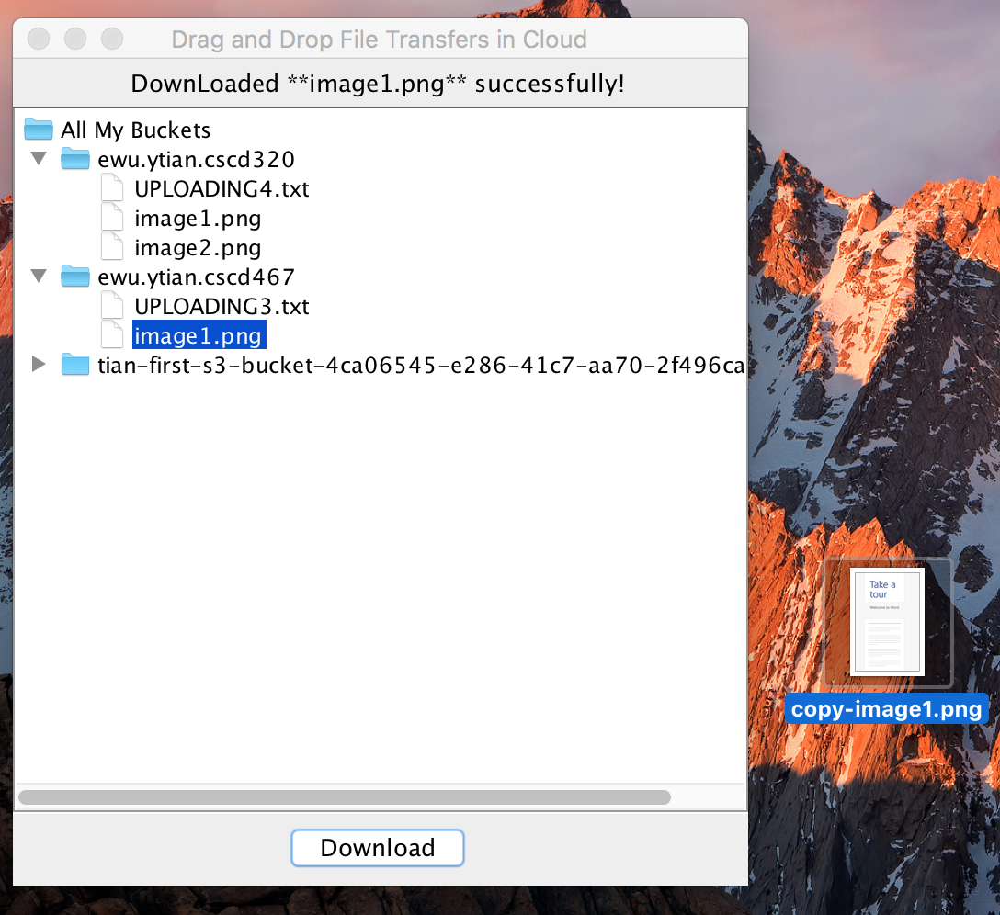 Drag and Drop File Transfers in Cloud
DownLoaded **image1.png** successfully!
All My Buckets
ewu.ytian.cscd320
UPLOADING4.txt
image1.png
image2.png
ewu.ytian.cscd467
UPLOADING3.txt
image1.png
tian-first-s3-bucket-4ca06545-e286-41c7-aa70-2f496ca
Take a
tour
Welcome to Word
copy-image1.png
Download